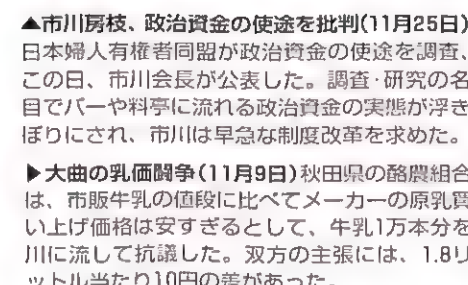 ▲市川房枝、政治資金の使途を批判(11月25日)
日本婦人有権者同盟が政治資金の使途を調査、
この日、市川会長が公表した。調査·研究の名
目でバーや料亭に流れる政治資金の実態が浮き
ぼりにされ、市川は早急な制度改革を求めた。
▶大曲の乳価闘争(11月9日)秋田県の酪農組合
は、市販牛乳の値段に比べてメーカーの原乳買
い上げ価格は安すぎるとして、牛乳1万本分を
川に流して抗議した。双方の主張には、1.8リ
ットル当たり10円の差があった。